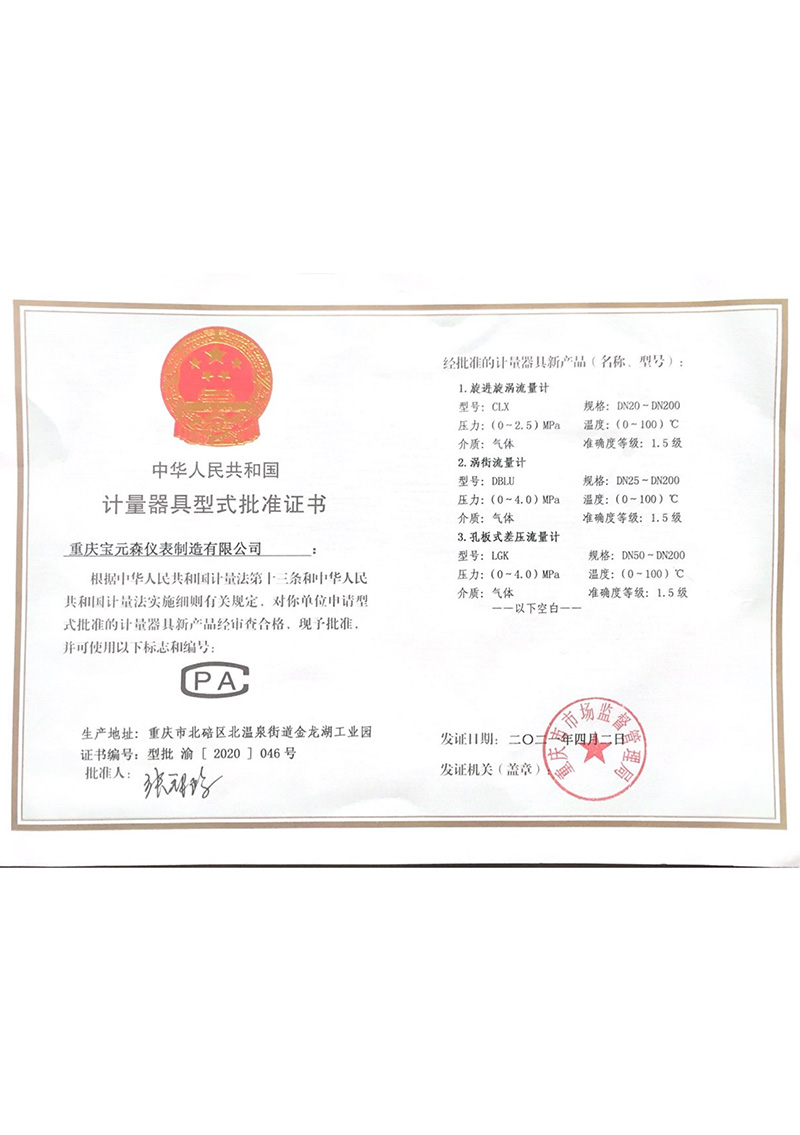 中华人民共和国
计量器具型式批准证书
重庆宝元森仪表制造有限公司：
根据中华人民共和国计量法第十三条和中华人民
共和国计量法实施细则有关规定，对你单位申请型
式批准的计量器具新产品经审查合格，现予批准，
并可使用以下标志和编号：
CPA
生产地址：重庆市北碚区北温泉街道金龙湖工业园
证书编号：型批 渝［2020］046号
批准人：
经批准的计量器具新产品（名称、型号）：
1.旋进旋涡流量计
型号：CLX 规格：DN20～DN200
压力：(0～2.5)MPa 温度：(0～100)℃
介质：气体 准确度等级：1.5级
2.涡街流量计
型号：DBLU 规格：DN25～DN200
压力：(0～4.0)MPa 温度：(0～100)℃
介质：气体 准确度等级：1.5级
3.孔板式差压流量计
型号：LGK 规格：DN50～DN200
压力：(0～4.0)MPa 温度：(0～100)℃
介质：气体 准确度等级：1.5级
——以下空白——
发证日期：二〇二一年四月二日
发证机关（盖章）：
重庆市市场监督管理局